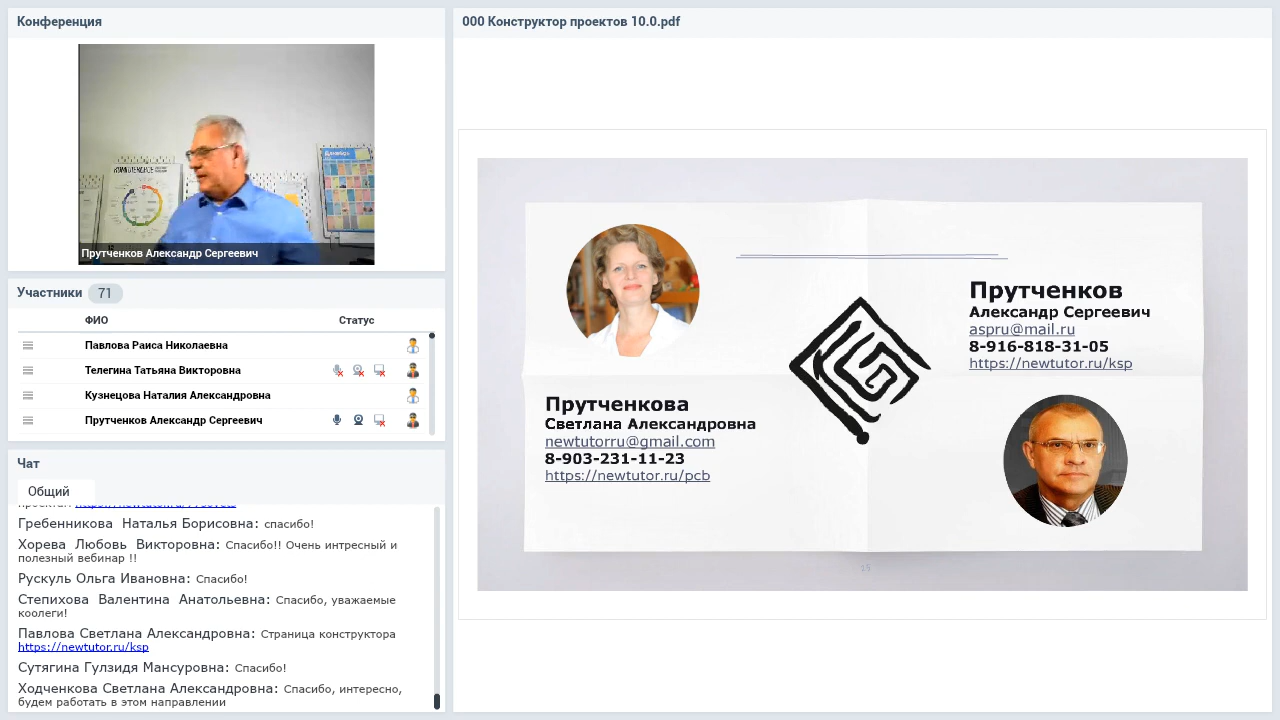 Конференция
Прутченков Александр Сергеевич
Участники 71
ФИО Статус
Павлова Раиса Николаевна
Телегина Татьяна Викторовна
Кузнецова Наталия Александровна
Прутченков Александр Сергеевич
Чат
Общий
Гребенникова Наталья Борисовна: спасибо!
Хорева Любовь Викторовна: Спасибо!! Очень интресный и
полезный вебинар !!
Рускуль Ольга Ивановна: Спасибо!
Степихова Валентина Анатольевна: Спасибо, уважаемые
коолеги!
Павлова Светлана Александровна: Страница конструктора
https://newtutor.ru/ksp
Сутягина Гулзидя Мансуровна: Спасибо!
Ходченкова Светлана Александровна: Спасибо, интересно,
будем работать в этом направлении
000 Конструктор проектов 10.0.pdf
Прутченкова
Светлана Александровна
newtutorru@gmail.com
8-903-231-11-23
https://newtutor.ru/pcb
Прутченков
Александр Сергеевич
aspru@mail.ru
8-916-818-31-05
https://newtutor.ru/ksp